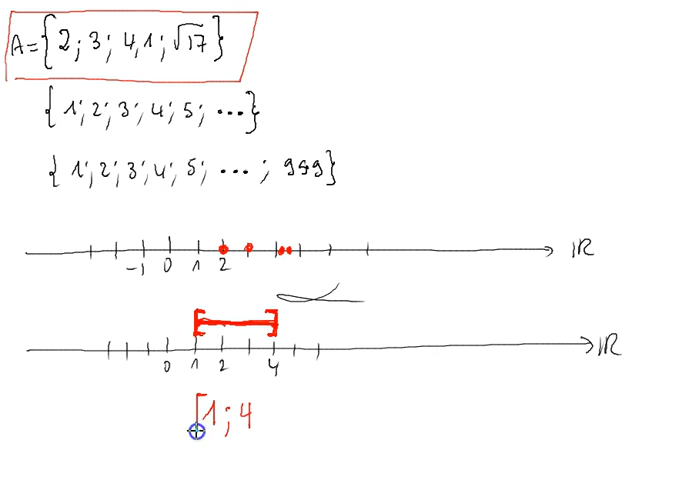 A = {2; 3; 4,1; √17}
{1; 2; 3; 4; 5; ...}
{1; 2; 3; 4; 5; ...; 999}
-1 0 1 2 ℝ
0 1 2 4 ℝ
[1; 4